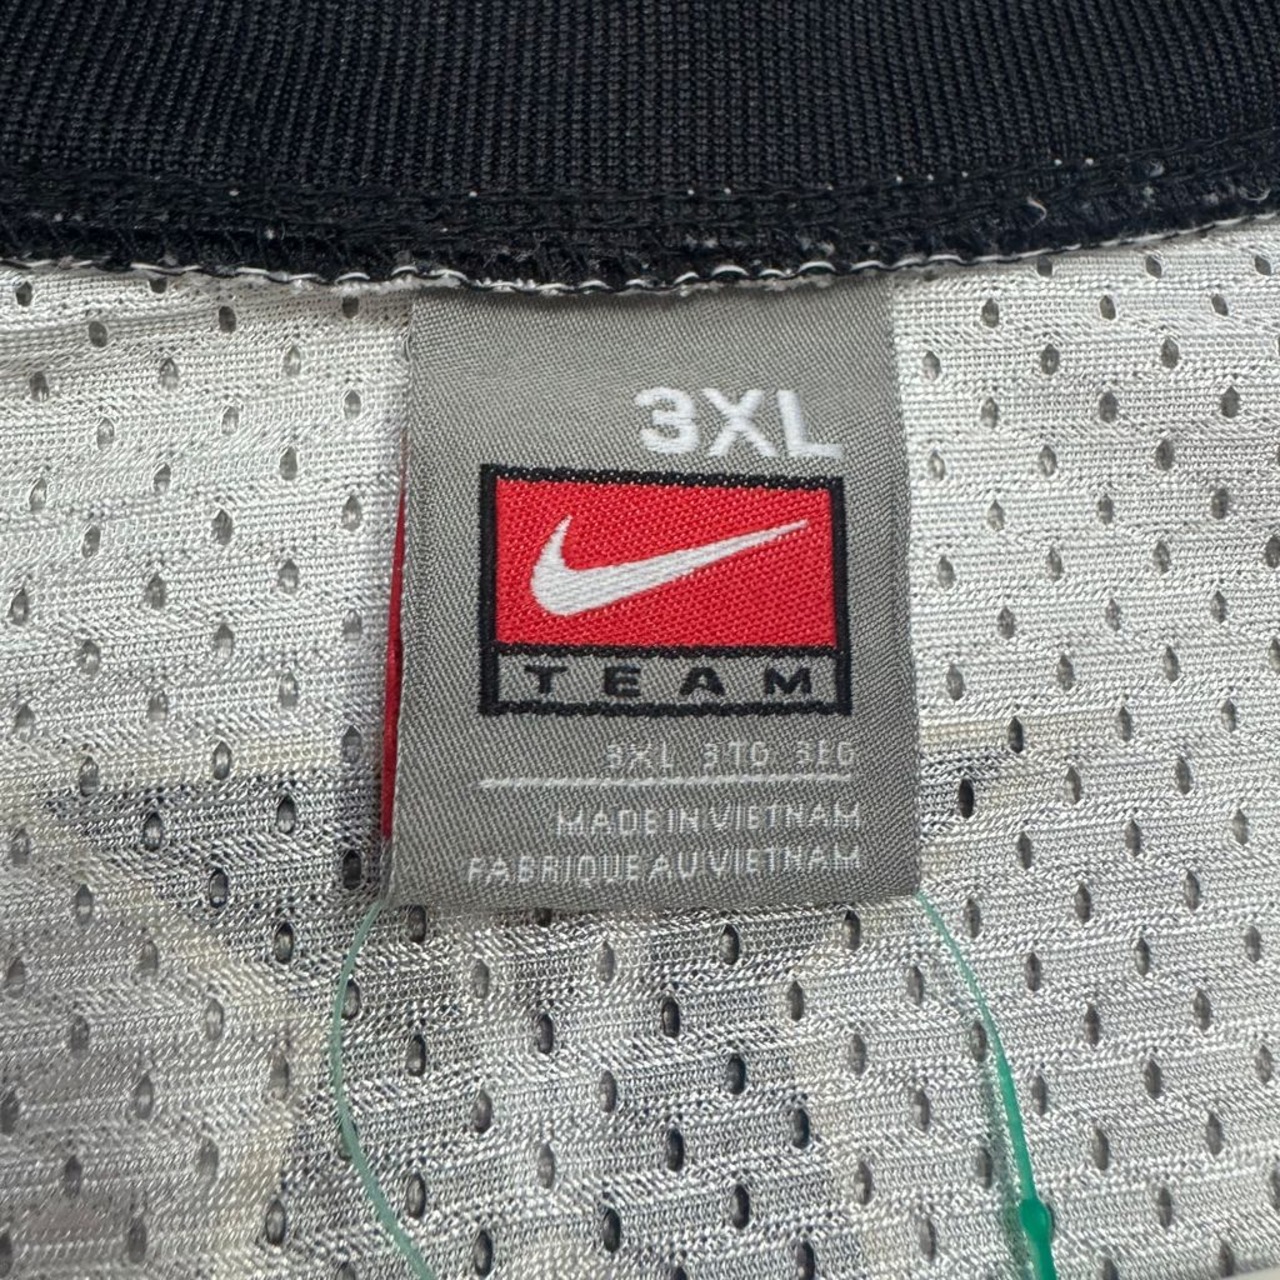 3XL
TEAM
3XL 3TG 3EG
MADE IN VIETNAM
FABRIQUE AU VIETNAM